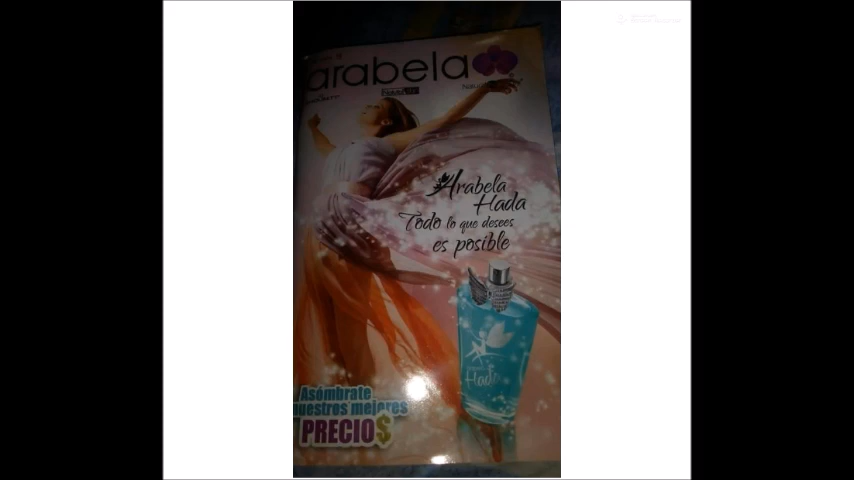 arabela
Arabela
Hada
Todo lo que desees
es posible
Hada
Asómbrate
nuestros mejores
PRECIO$